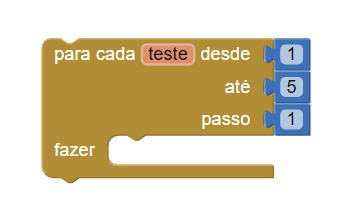 para cada teste desde 1
até 5
passo 1
fazer